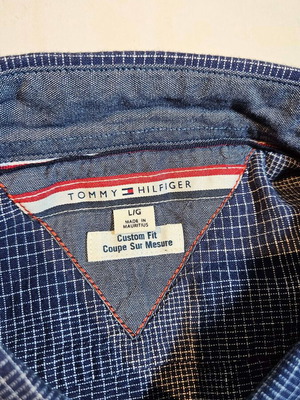 TOMMY HILFIGER
L/G
MADE IN
MAURITIUS
Custom Fit
Coupe Sur Mesure